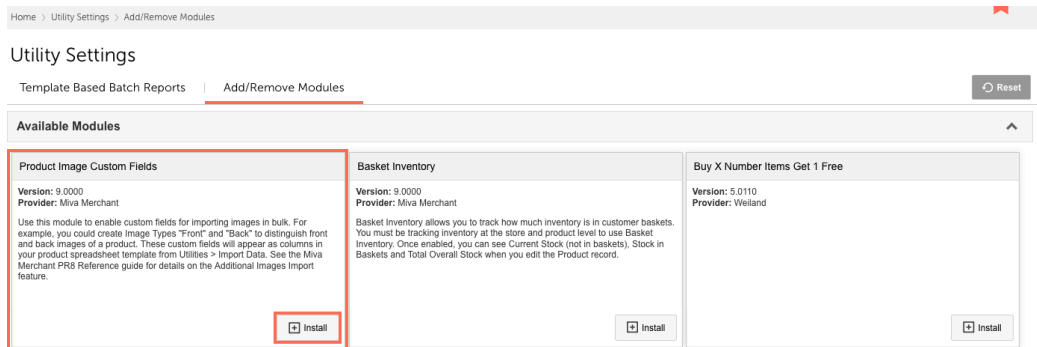 Home > Utility Settings > Add/Remove Modules
Utility Settings
Template Based Batch Reports
Add/Remove Modules
Reset
Available Modules
Product Image Custom Fields
Version: 9.0000
Provider: Miva Merchant
Use this module to enable custom fields for importing images in bulk. For
example, you could create Image Types "Front" and "Back" to distinguish front
and back images of a product. These custom fields will appear as columns in
your product spreadsheet template from Utilities > Import Data. See the Miva
Merchant PR8 Reference guide for details on the Additional Images Import
feature.
Install
Basket Inventory
Version: 9.0000
Provider: Miva Merchant
Basket Inventory allows you to track how much inventory is in customer baskets.
You must be tracking inventory at the store and product level to use Basket
Inventory. Once enabled, you can see Current Stock (not in baskets), Stock in
Baskets and Total Overall Stock when you edit the Product record.
Install
Buy X Number Items Get 1 Free
Version: 5.0110
Provider: Weiland
Install